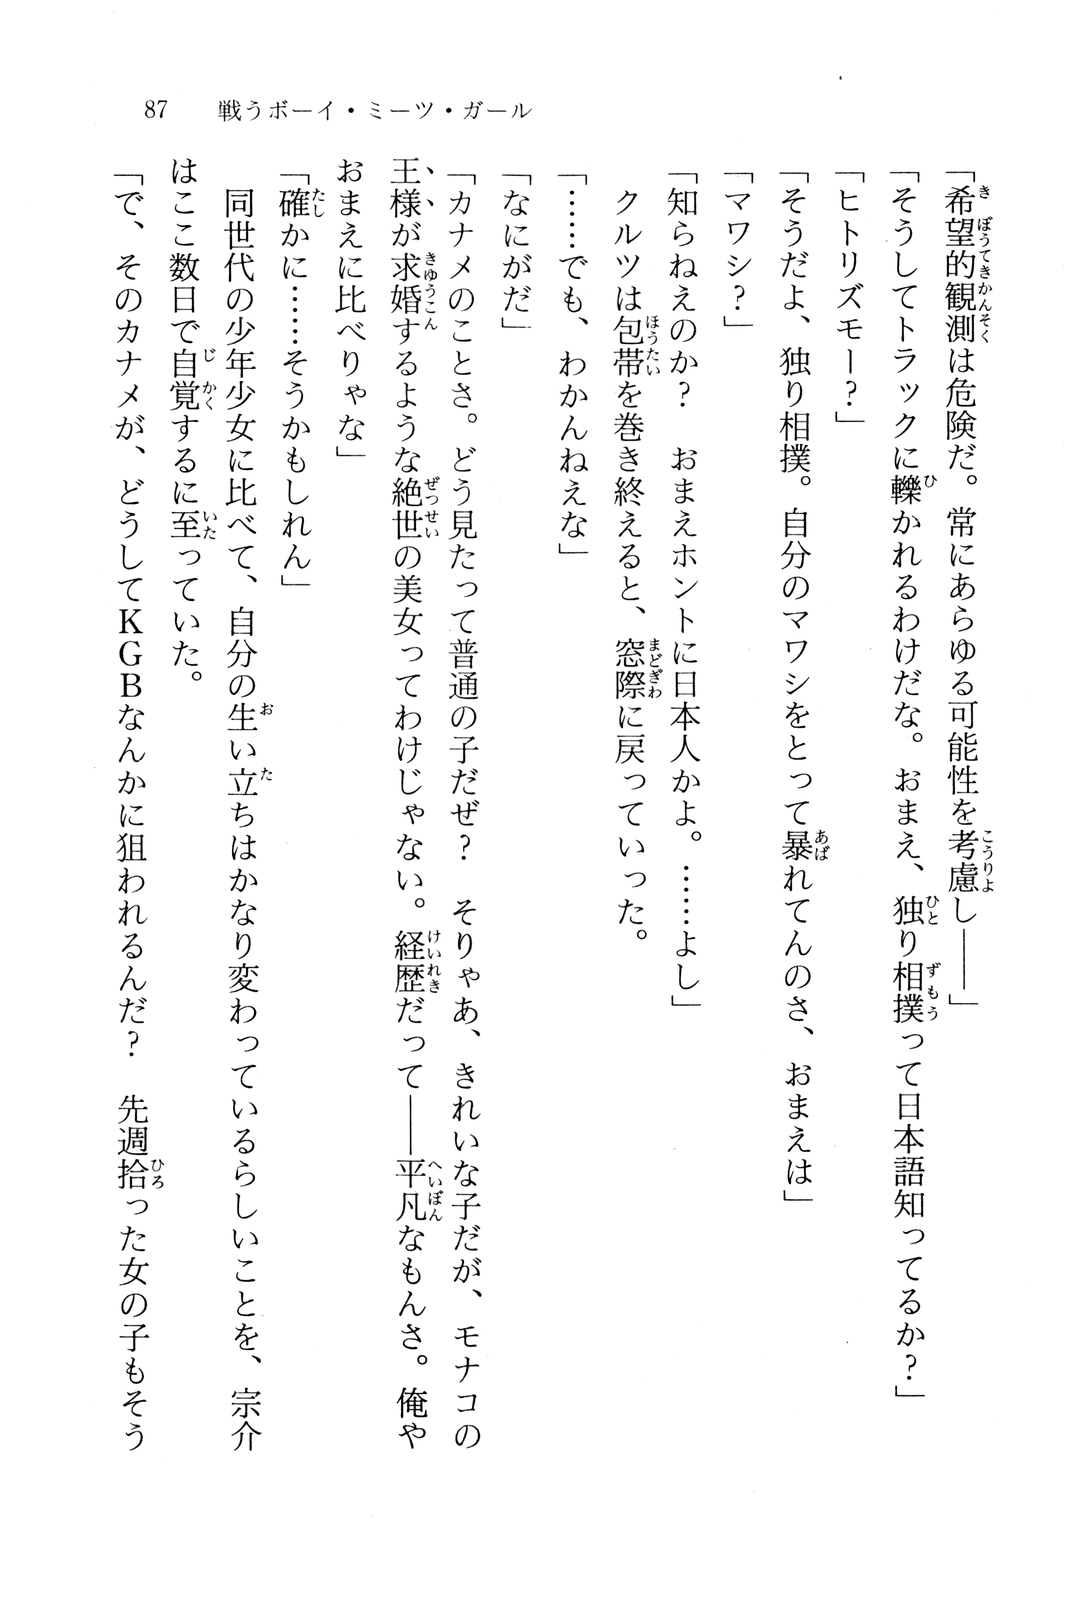 87　戦うボーイ・ミーツ・ガール
「希望的観測は危険だ。常にあらゆる可能性を考慮し――」
「そうしてトラックに轢かれるわけだな。おまえ、独り相撲って日本語知ってるか？」
「ヒトリズモー？」
「そうだよ、独り相撲。自分のマワシをとって暴れてんのさ、おまえは」
「マワシ？」
「知らねえのか？　おまえホントに日本人かよ。……よし」
　クルツは包帯を巻き終えると、窓際に戻っていった。
「……でも、わかんねえな」
「なにがだ」
「カナメのことさ。どう見たって普通の子だぜ？　そりゃあ、きれいな子だが、モナコの
王様が求婚するような絶世の美女ってわけじゃない。経歴だって――平凡なもんさ。俺や
おまえに比べりゃな」
「確かに……そうかもしれん」
　同世代の少年少女に比べて、自分の生い立ちはかなり変わっているらしいことを、宗介
はここ数日で自覚するに至っていた。
「で、そのカナメが、どうしてＫＧＢなんかに狙われるんだ？　先週拾った女の子もそう